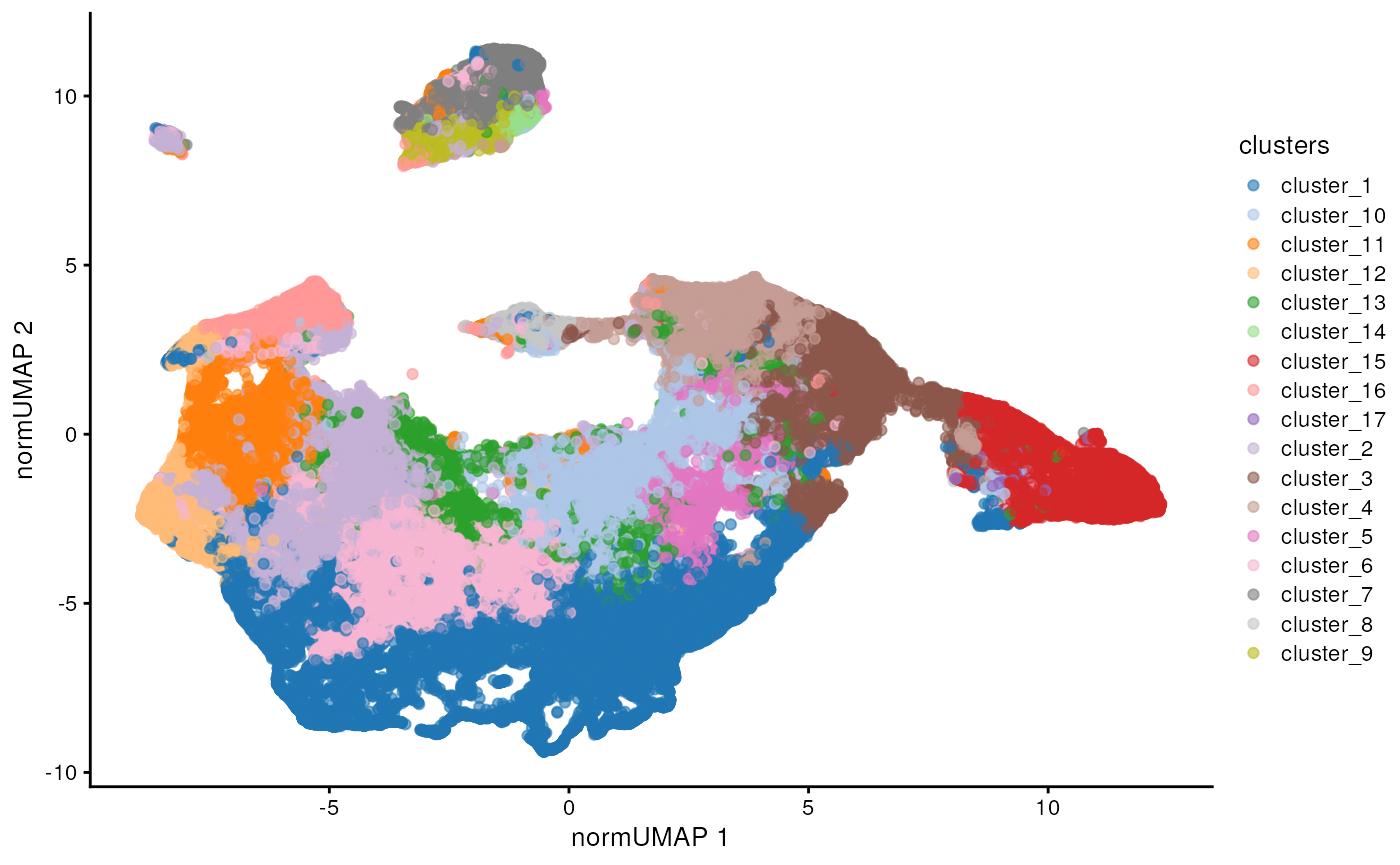 10
5
0
-5
-10
normUMAP 2
-5
0
5
10
normUMAP 1
clusters
cluster_1
cluster_10
cluster_11
cluster_12
cluster_13
cluster_14
cluster_15
cluster_16
cluster_17
cluster_2
cluster_3
cluster_4
cluster_5
cluster_6
cluster_7
cluster_8
cluster_9